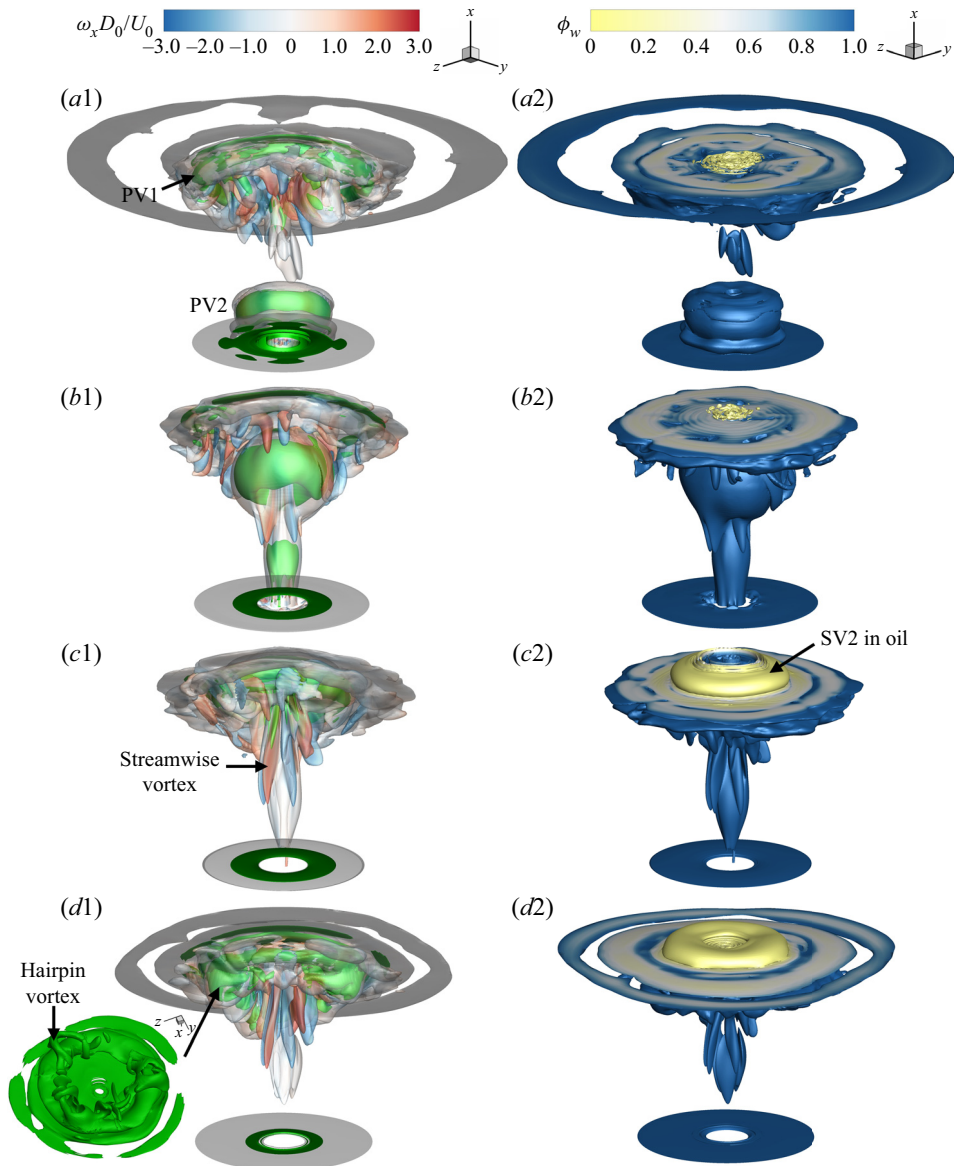 ωₓD₀/U₀
−3.0 −2.0 −1.0 0 1.0 2.0 3.0
x
z
y
ϕ_w
0 0.2 0.4 0.6 0.8 1.0
x
z
y
(a1)
(a2)
PV1
PV2
(b1)
(b2)
(c1)
(c2)
SV2 in oil
Streamwise
vortex
(d1)
(d2)
Hairpin
vortex
z
x
y